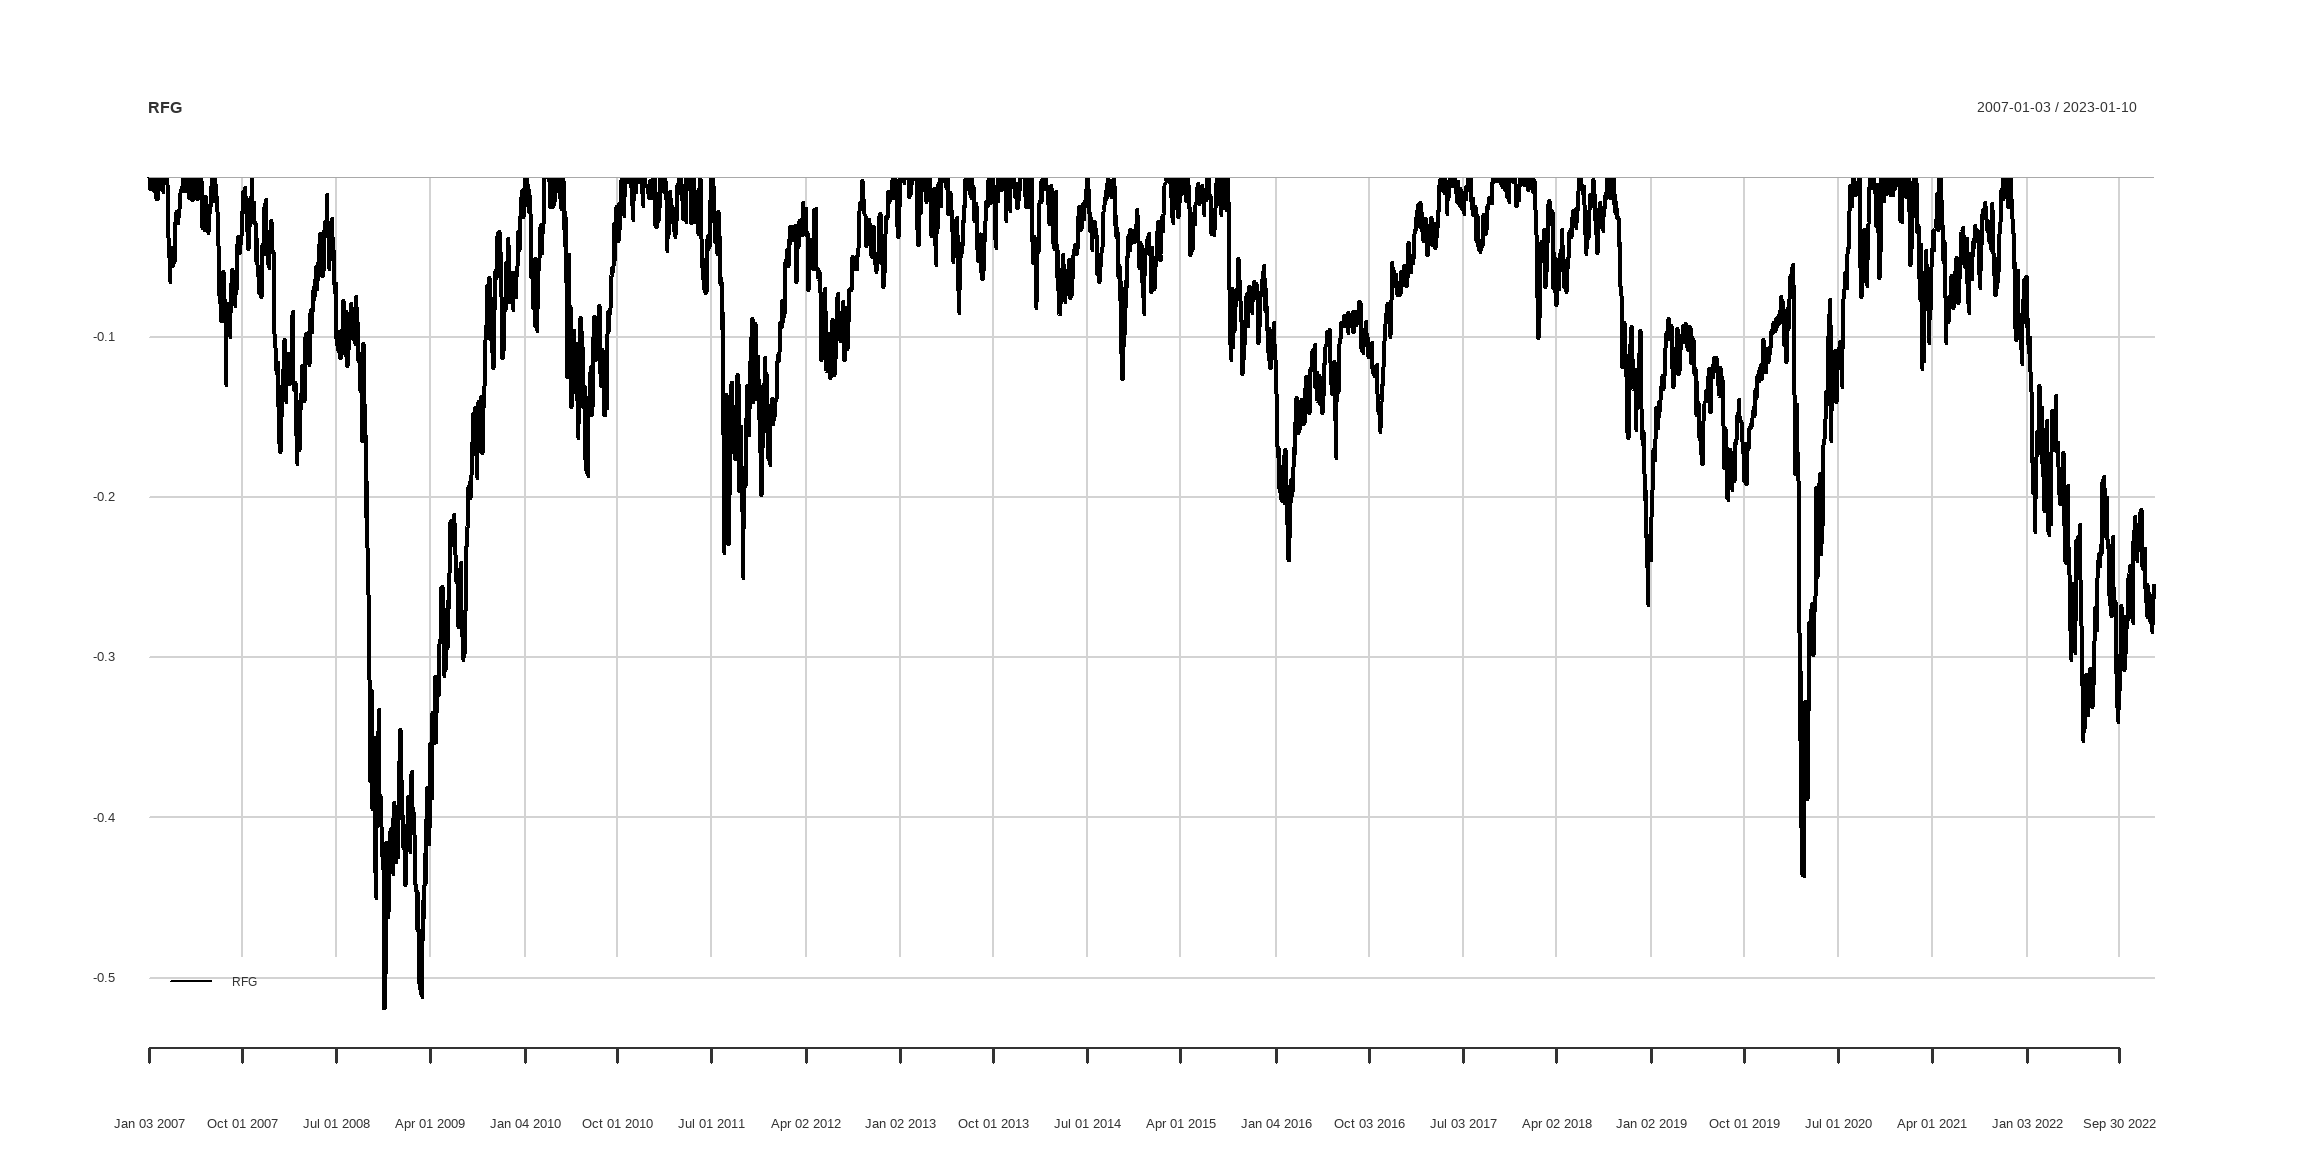 RFG
2007-01-03 / 2023-01-10
-0.1
-0.2
-0.3
-0.4
-0.5
RFG
Jan 03 2007 Oct 01 2007 Jul 01 2008 Apr 01 2009 Jan 04 2010 Oct 01 2010 Jul 01 2011 Apr 02 2012 Jan 02 2013 Oct 01 2013 Jul 01 2014 Apr 01 2015 Jan 04 2016 Oct 03 2016 Jul 03 2017 Apr 02 2018 Jan 02 2019 Oct 01 2019 Jul 01 2020 Apr 01 2021 Jan 03 2022 Sep 30 2022